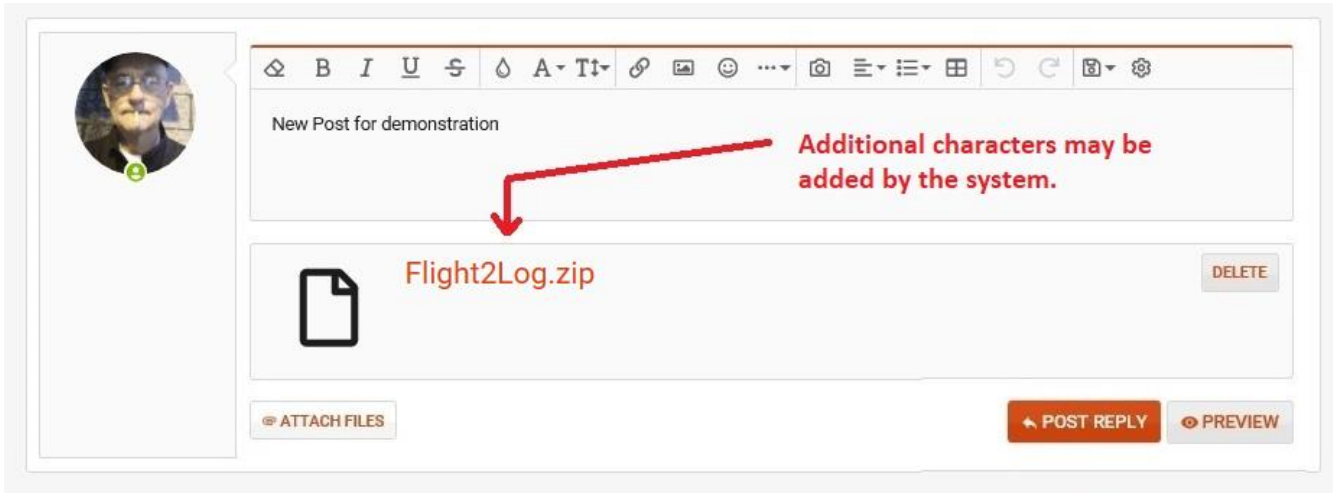 B I U S A T
New Post for demonstration
Additional characters may be
added by the system.
Flight2Log.zip
DELETE
ATTACH FILES
POST REPLY
PREVIEW